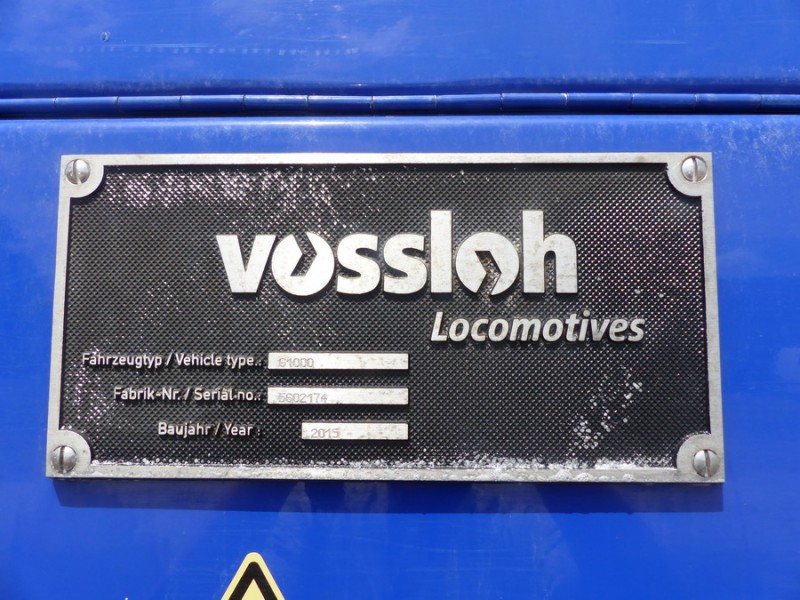 vossloh
Locomotives
Fahrzeugtyp / Vehicle type.: G1000
Fabrik-Nr. / Serial-no.: 5602174
Baujahr / Year : 2015